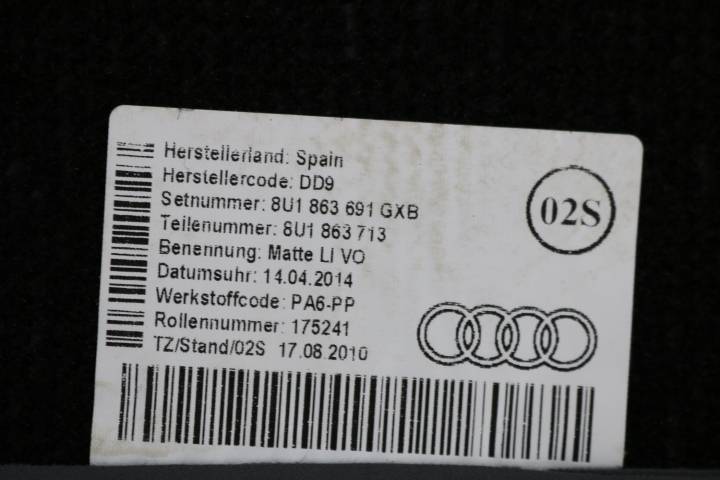 Herstellerland: Spain
Herstellercode: DD9
Setnummer: 8U1 863 691 GXB
Teilenummer: 8U1 863 713
Benennung: Matte LI VO
Datumsuhr: 14.04.2014
Werkstoffcode: PA6-PP
Rollennummer: 175241
TZ/Stand/02S 17.08.2010
02S